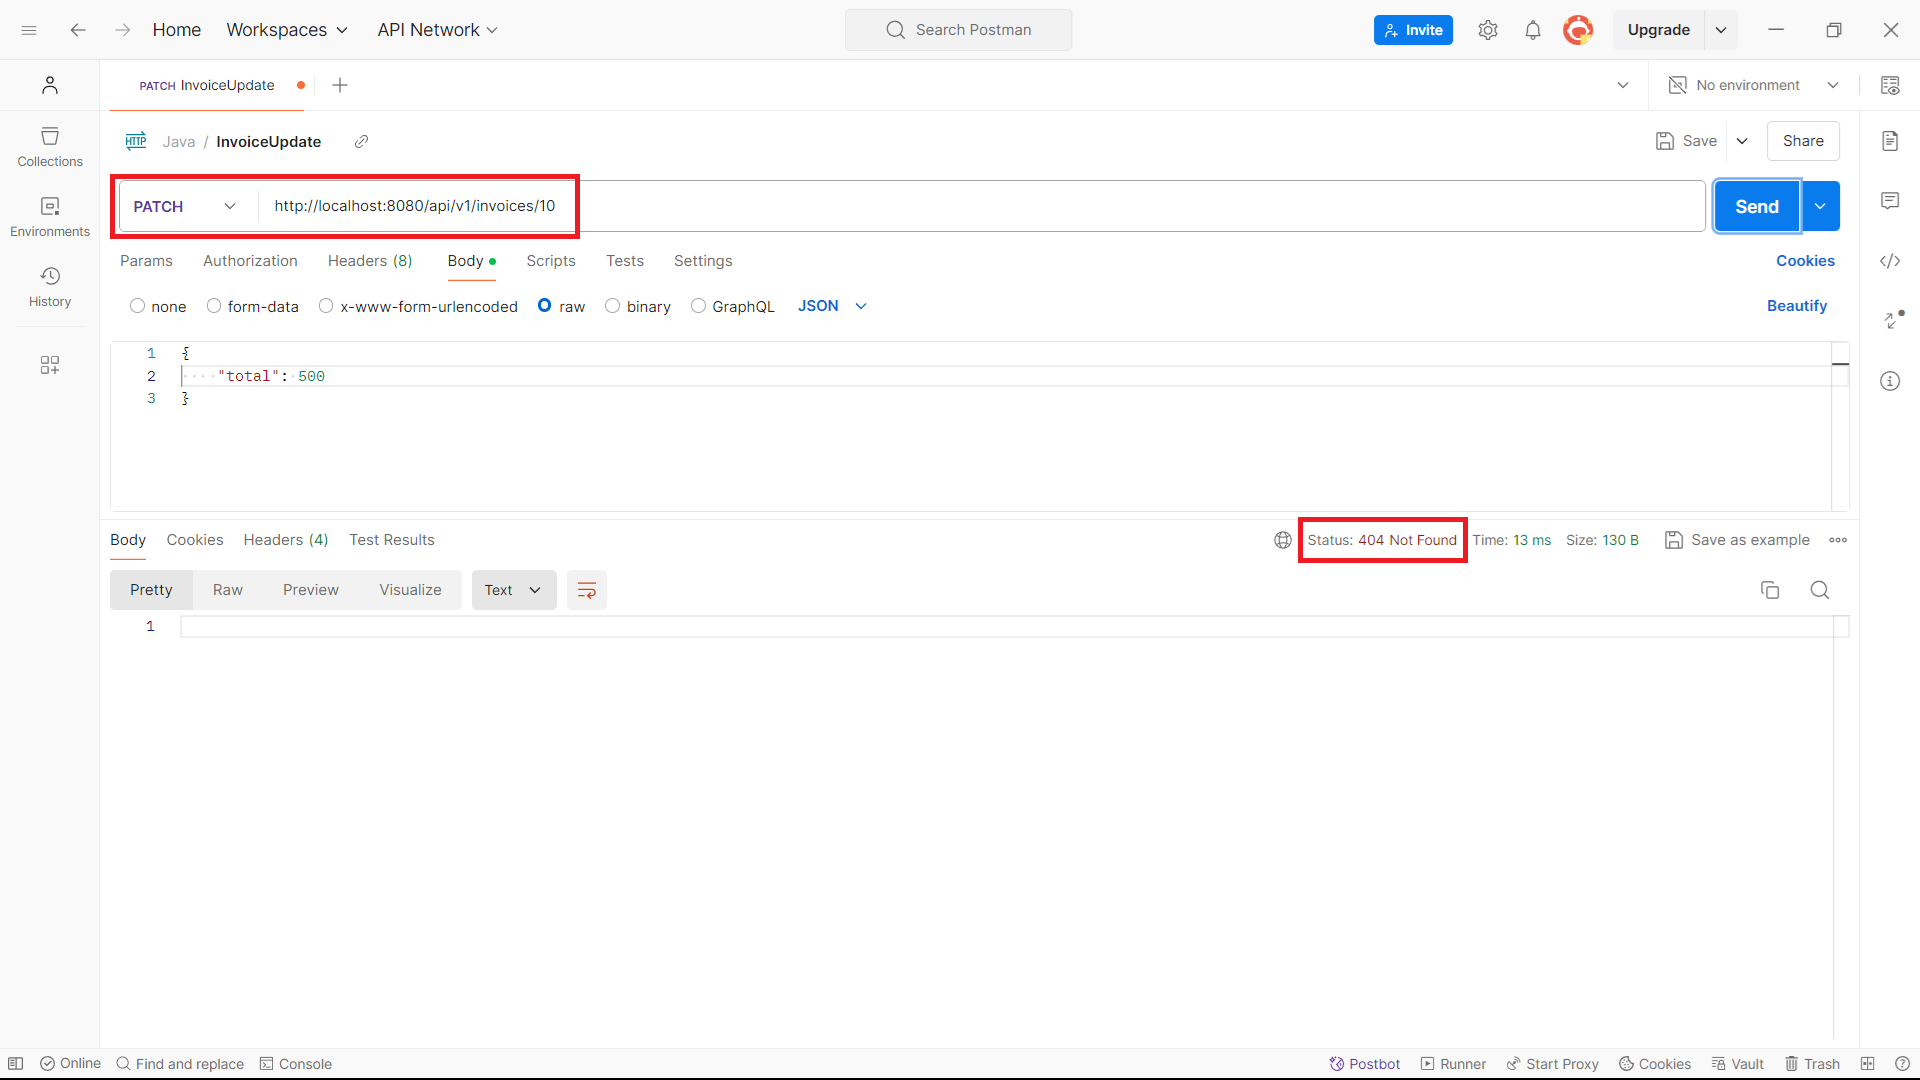 Home Workspaces API Network Search Postman Invite Upgrade
PATCH InvoiceUpdate No environment
HTTP Java / InvoiceUpdate Save Share
Collections
PATCH http://localhost:8080/api/v1/invoices/10 Send
Environments
Params Authorization Headers (8) Body Scripts Tests Settings Cookies
History
none form-data x-www-form-urlencoded raw binary GraphQL JSON Beautify
1 {
2 ····"total":·500
3 }
Body Cookies Headers (4) Test Results Status: 404 Not Found Time: 13 ms Size: 130 B Save as example
Pretty Raw Preview Visualize Text
1
Online Find and replace Console Postbot Runner Start Proxy Cookies Vault Trash